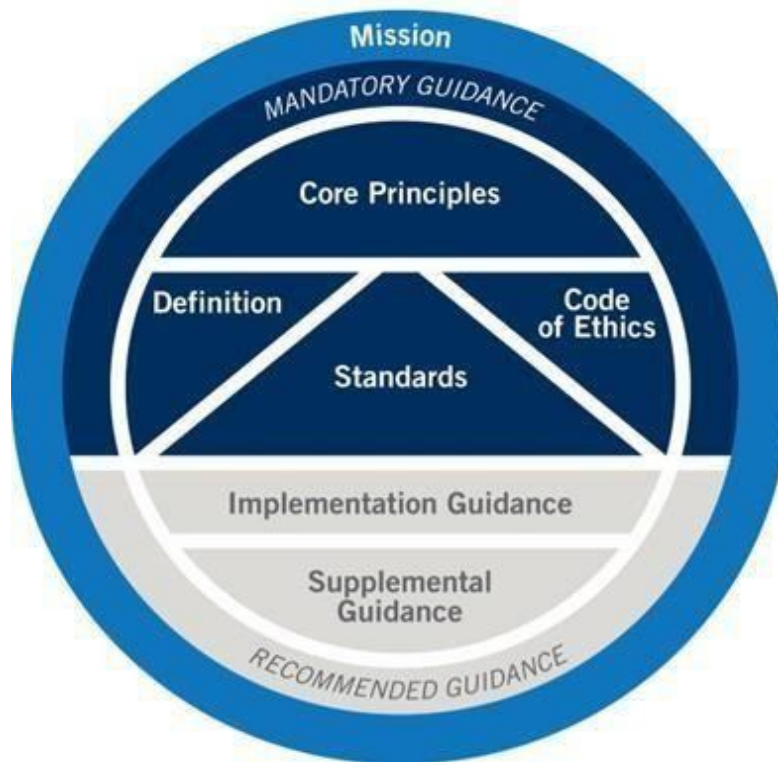 Mission
MANDATORY GUIDANCE
Core Principles
Definition
Code
of Ethics
Standards
Implementation Guidance
Supplemental
Guidance
RECOMMENDED GUIDANCE